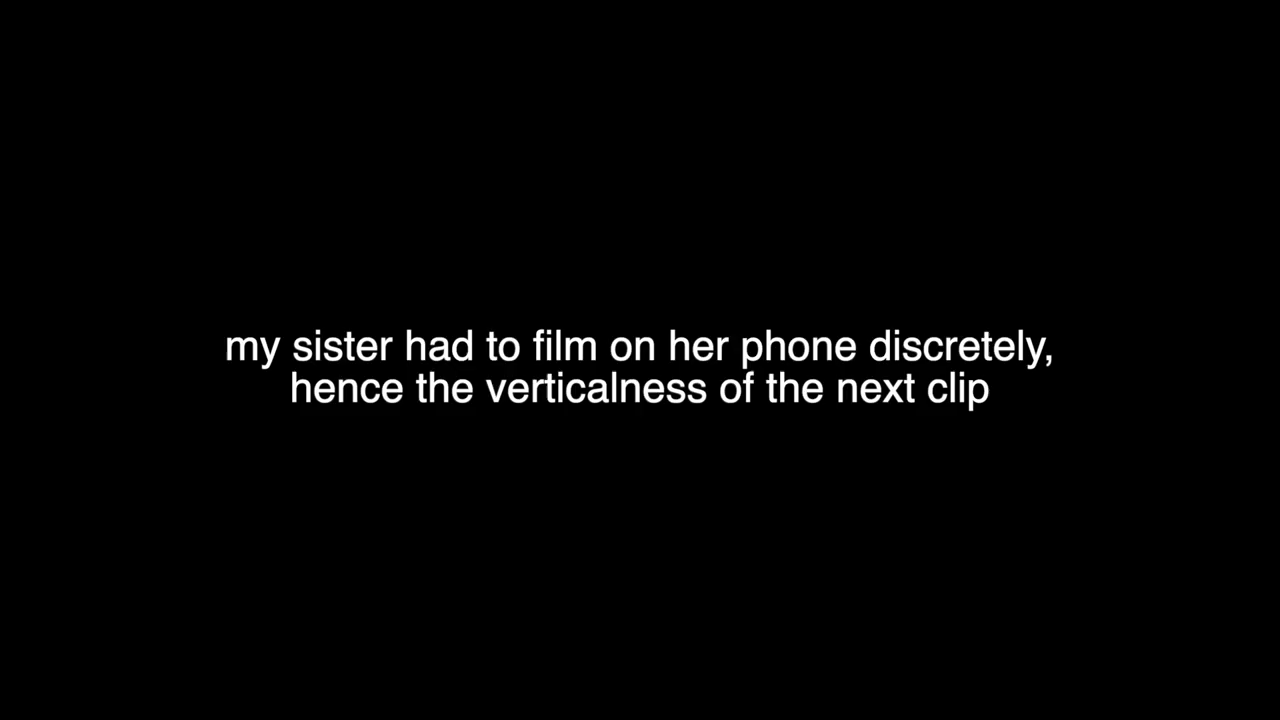 my sister had to film on her phone discretely,
hence the verticalness of the next clip